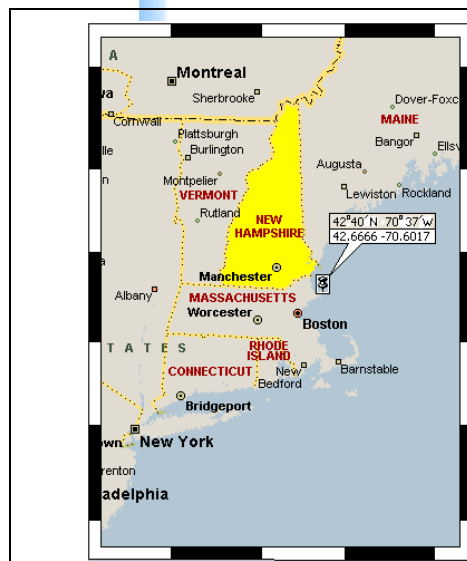 A
Montreal
Sherbrooke
Dover-Foxc
wa
Cornwall
MAINE
Plattsburgh
Bangor
lle
Burlington
Ells
Augusta
Montpelier
n
VERMONT
Lewiston
Rockland
Rutland
NEW
HAMPSHIRE
42°40´N 70°37´W
42.6666 -70.6017
a
Manchester
Albany
MASSACHUSETTS
Worcester
Boston
T A T E S
RHODE
ISLAND
CONNECTICUT
New
Bedford
Barnstable
Bridgeport
own
New York
renton
adelphia